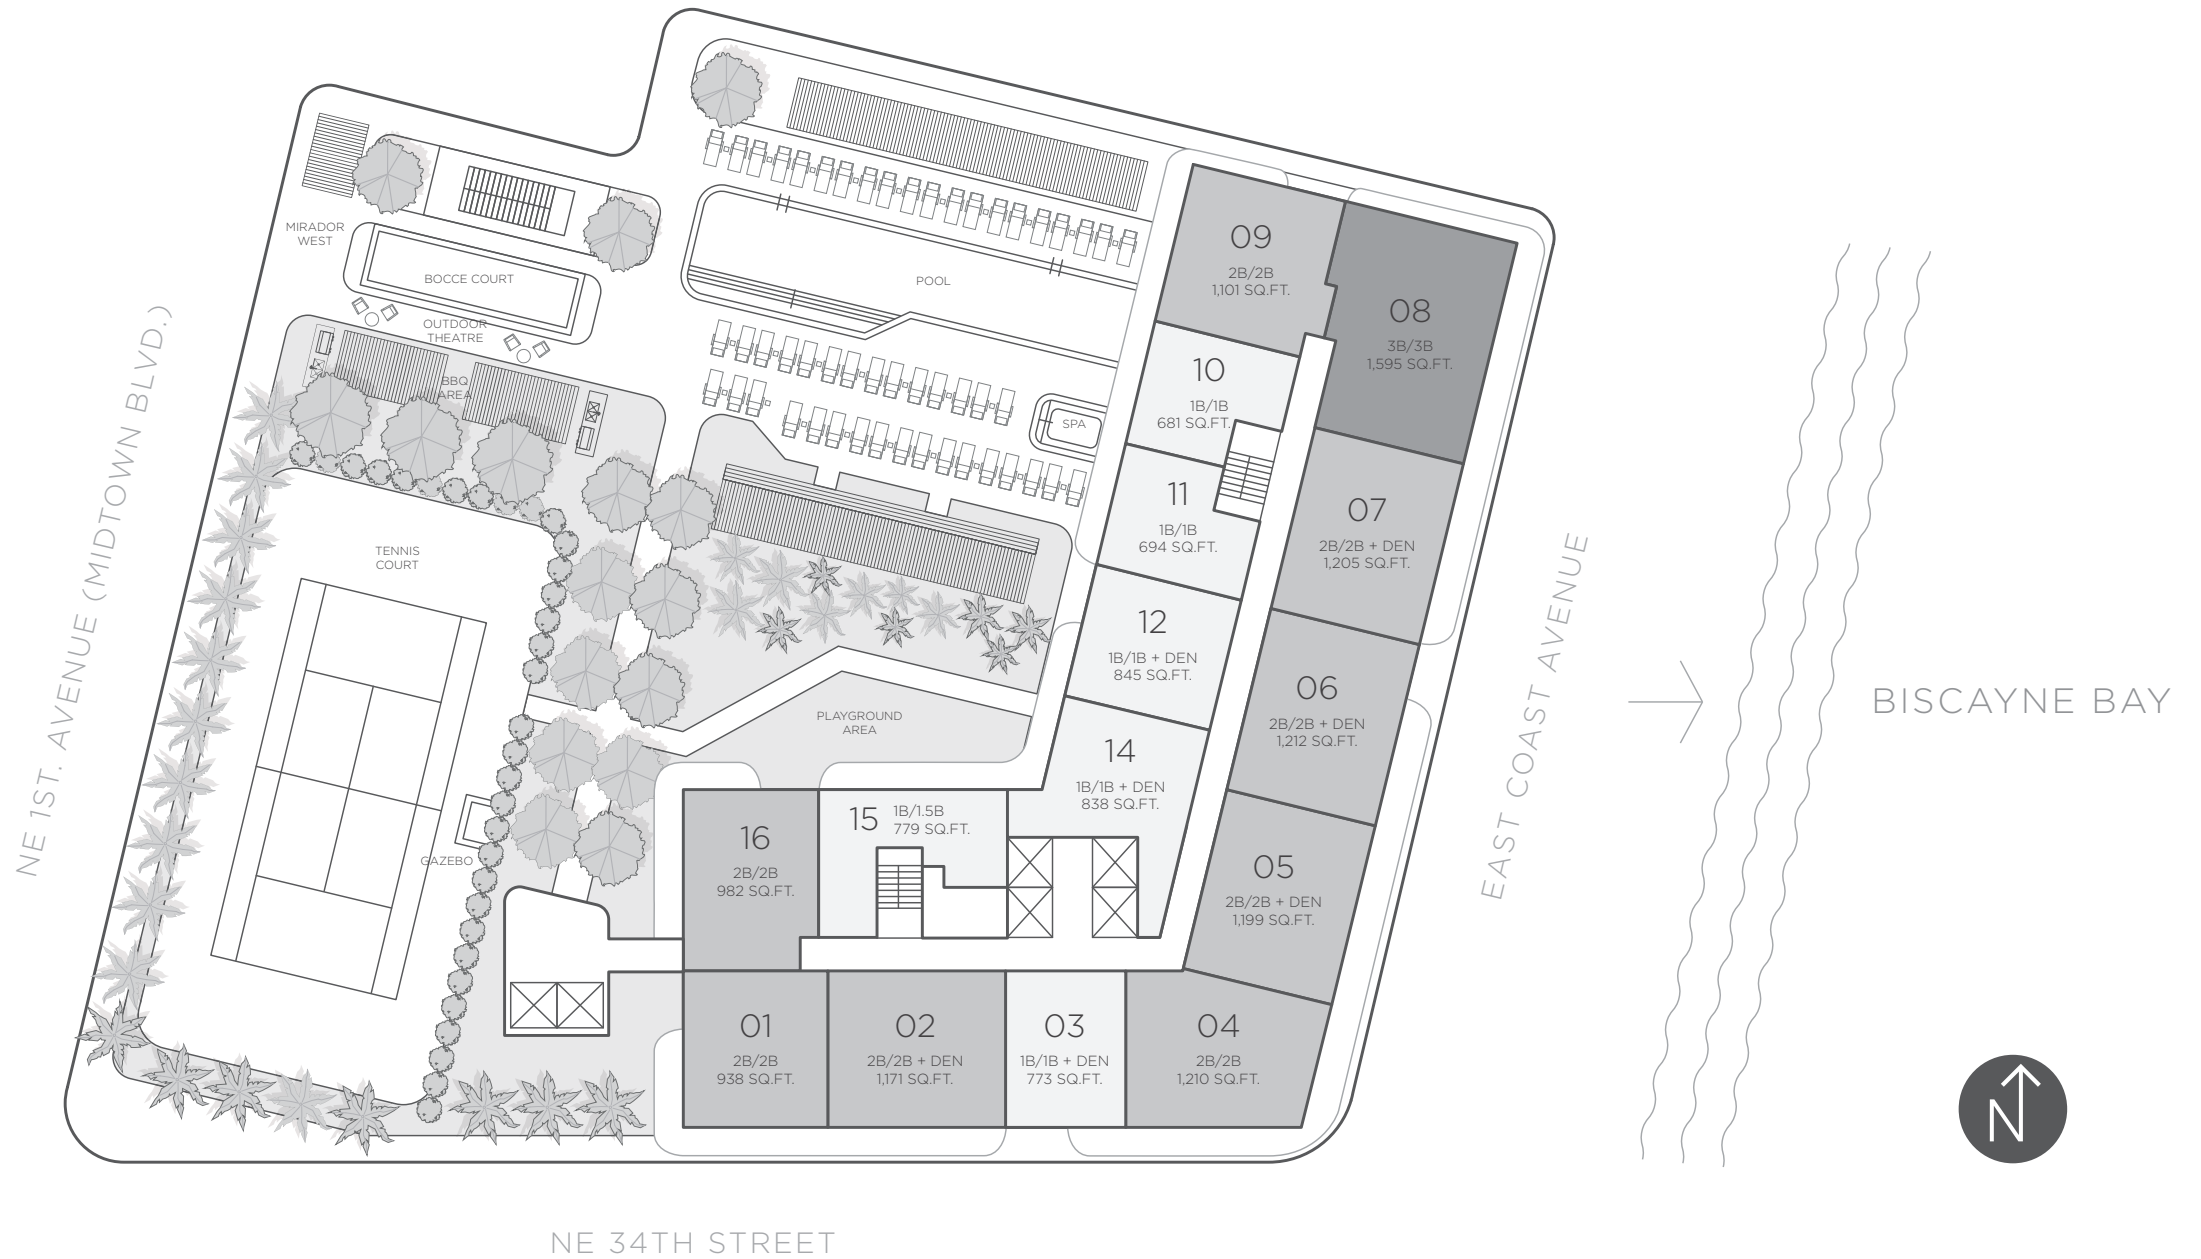 MIRADOR
WEST
BOCCE COURT
OUTDOOR
THEATRE
BBQ
AREA
POOL
SPA
TENNIS
COURT
PLAYGROUND
AREA
GAZEBO
09
2B/2B
1,101 SQ.FT.
08
3B/3B
1,595 SQ.FT.
10
1B/1B
681 SQ.FT.
11
1B/1B
694 SQ.FT.
07
2B/2B + DEN
1,205 SQ.FT.
12
1B/1B + DEN
845 SQ.FT.
06
2B/2B + DEN
1,212 SQ.FT.
14
1B/1B + DEN
838 SQ.FT.
15
1B/1.5B
779 SQ.FT.
16
2B/2B
982 SQ.FT.
05
2B/2B + DEN
1,199 SQ.FT.
01
2B/2B
938 SQ.FT.
02
2B/2B + DEN
1,171 SQ.FT.
03
1B/1B + DEN
773 SQ.FT.
04
2B/2B
1,210 SQ.FT.
NE 1ST. AVENUE (MIDTOWN BLVD.)
EAST COAST AVENUE
BISCAYNE BAY
N
NE 34TH STREET